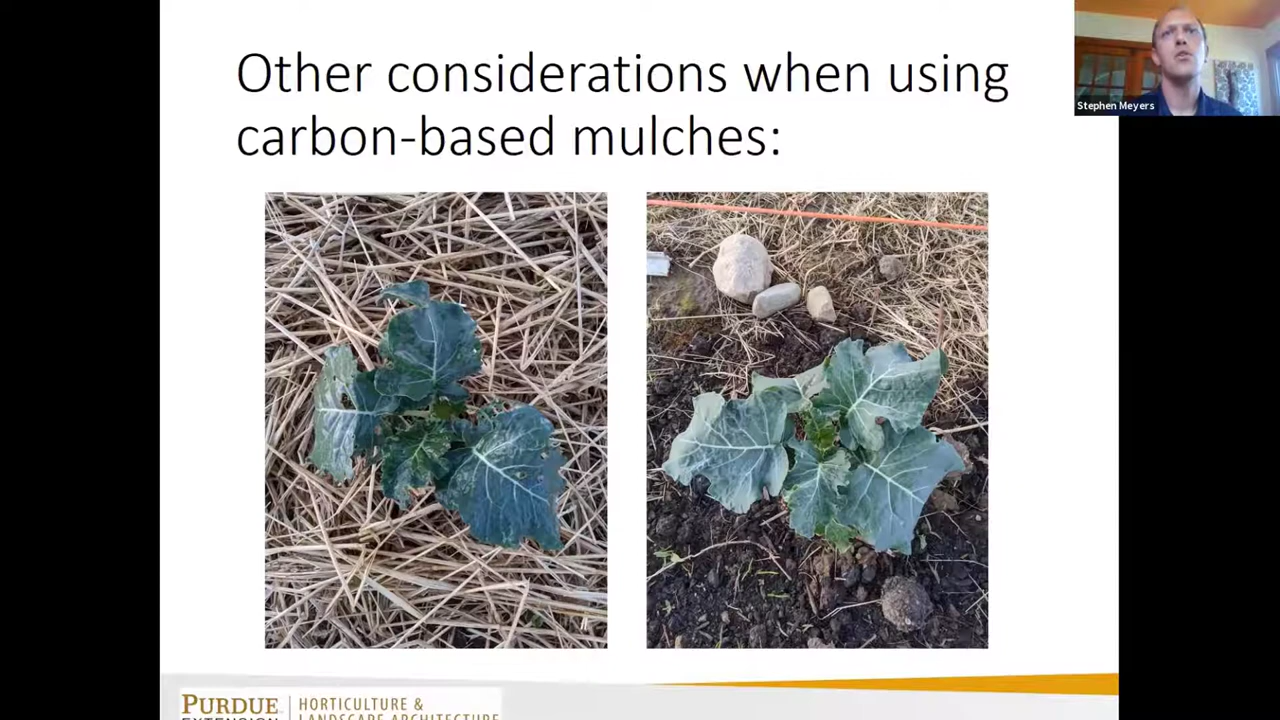 Other considerations when using
carbon-based mulches:
Stephen Meyers
PURDUE
EXTENSION
HORTICULTURE &
LANDSCAPE ARCHITECTURE